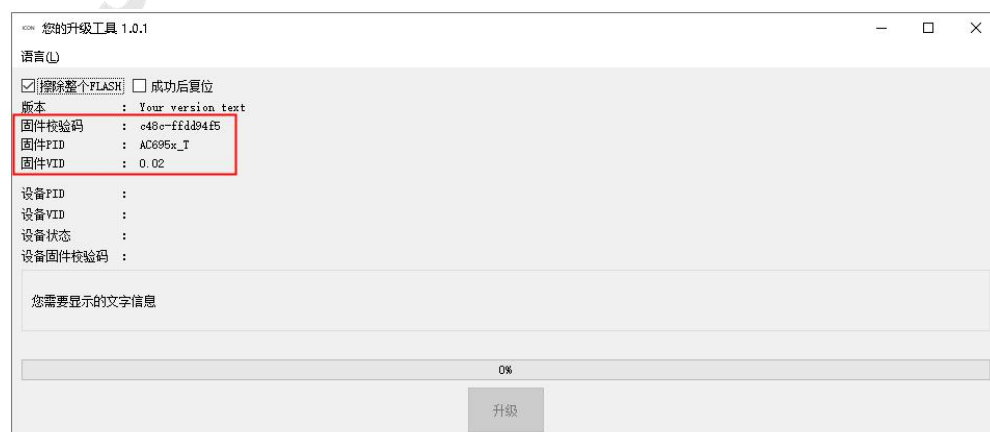 您的升级工具 1.0.1
语言(L)
擦除整个FLASH 成功后复位
版本 : Your version text
固件校验码 : c48c-ffdd94f5
固件PID : AC695x_T
固件VID : 0.02
设备PID :
设备VID :
设备状态 :
设备固件校验码 :
您需要显示的文字信息
0%
升级